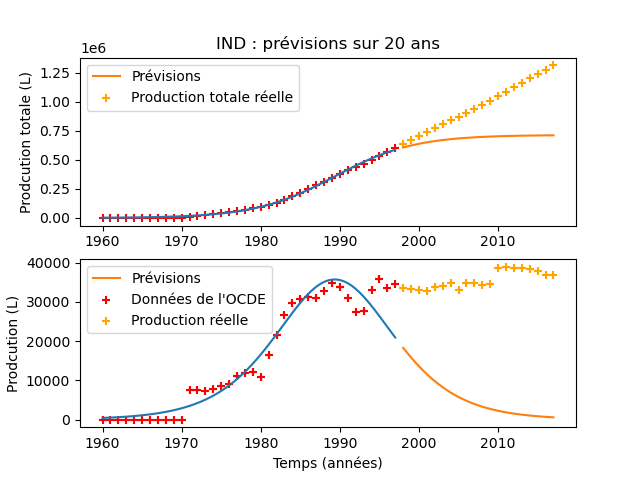 IND : prévisions sur 20 ans
1e6
Prodcution totale (L)
1.25
1.00
0.75
0.50
0.25
0.00
Prévisions
Production totale réelle
1960 1970 1980 1990 2000 2010
Prodcution (L)
40000
30000
20000
10000
0
Prévisions
Données de l'OCDE
Production réelle
1960 1970 1980 1990 2000 2010
Temps (années)